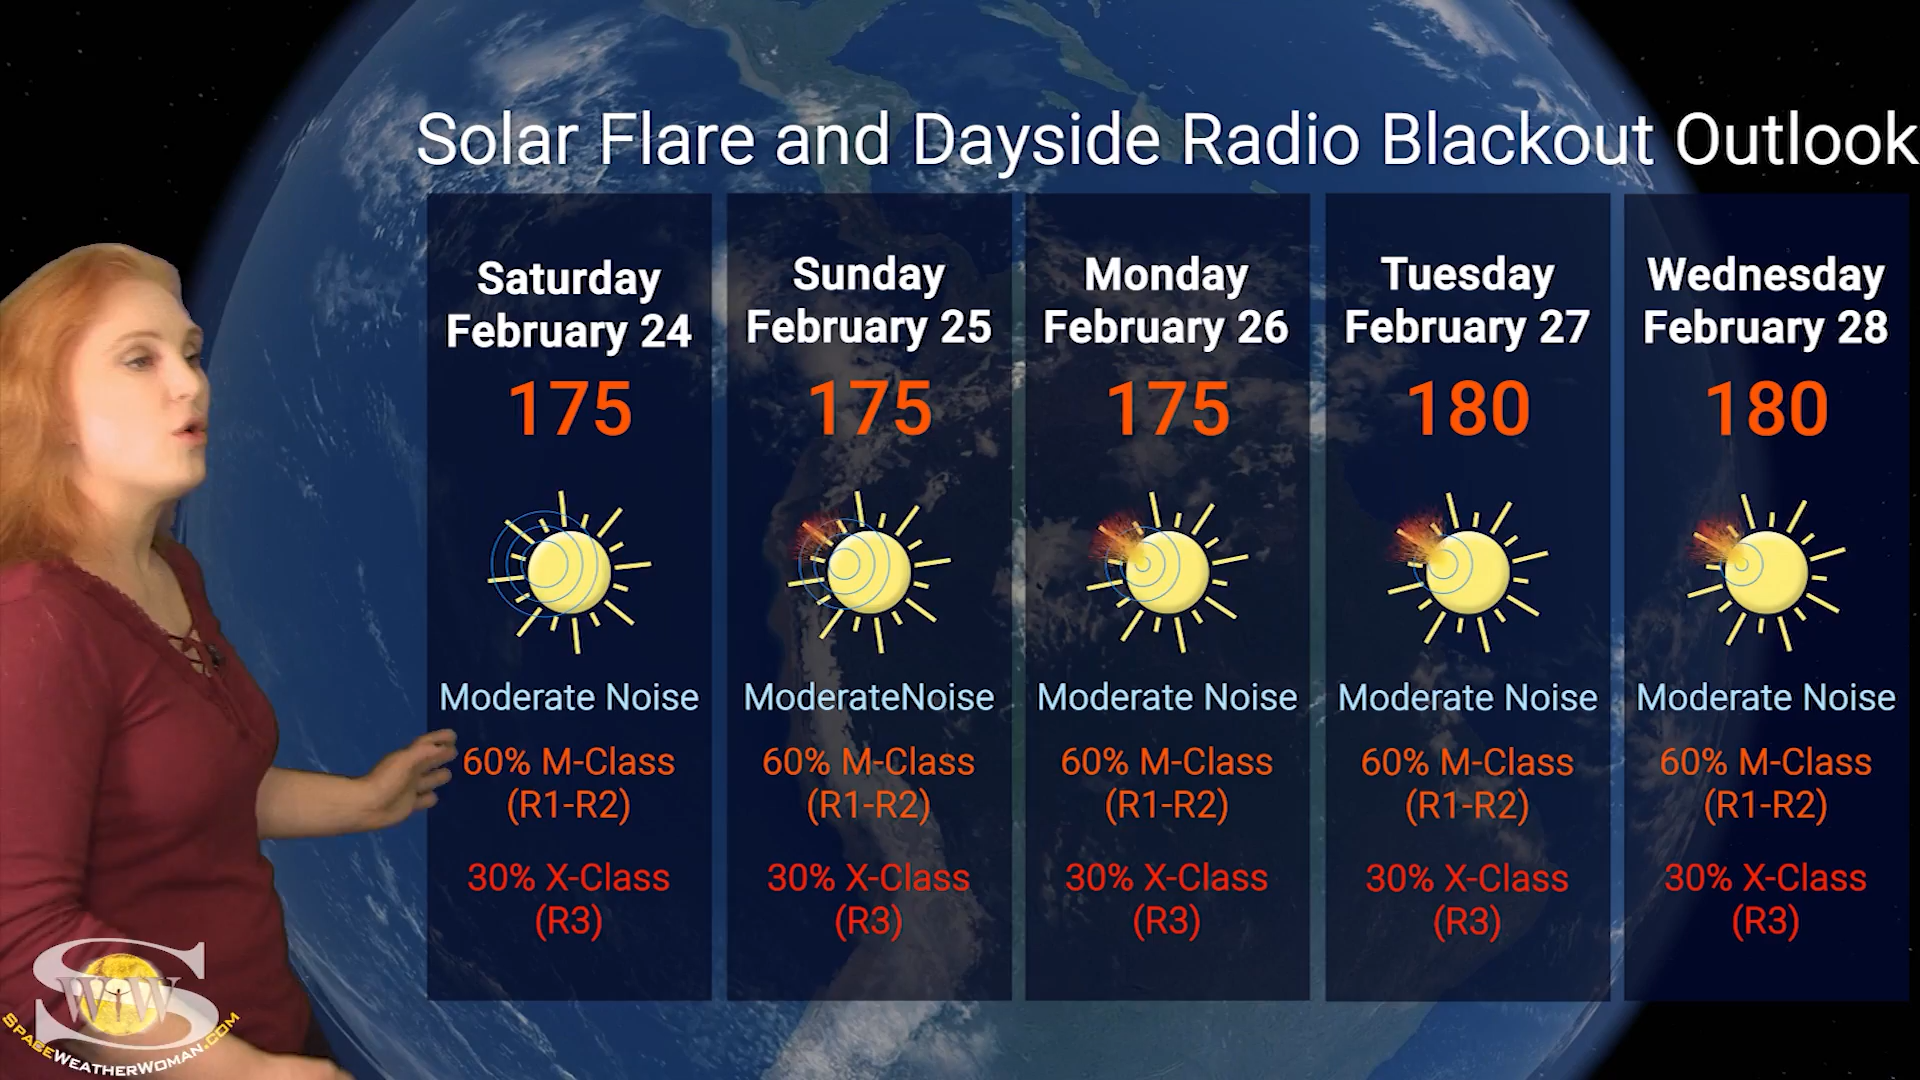 Solar Flare and Dayside Radio Blackout Outlook
Saturday
February 24
175
Moderate Noise
60% M-Class
(R1-R2)
30% X-Class
(R3)
Sunday
February 25
175
ModerateNoise
60% M-Class
(R1-R2)
30% X-Class
(R3)
Monday
February 26
175
Moderate Noise
60% M-Class
(R1-R2)
30% X-Class
(R3)
Tuesday
February 27
180
Moderate Noise
60% M-Class
(R1-R2)
30% X-Class
(R3)
Wednesday
February 28
180
Moderate Noise
60% M-Class
(R1-R2)
30% X-Class
(R3)
SWW
SPACEWEATHERWOMAN.COM